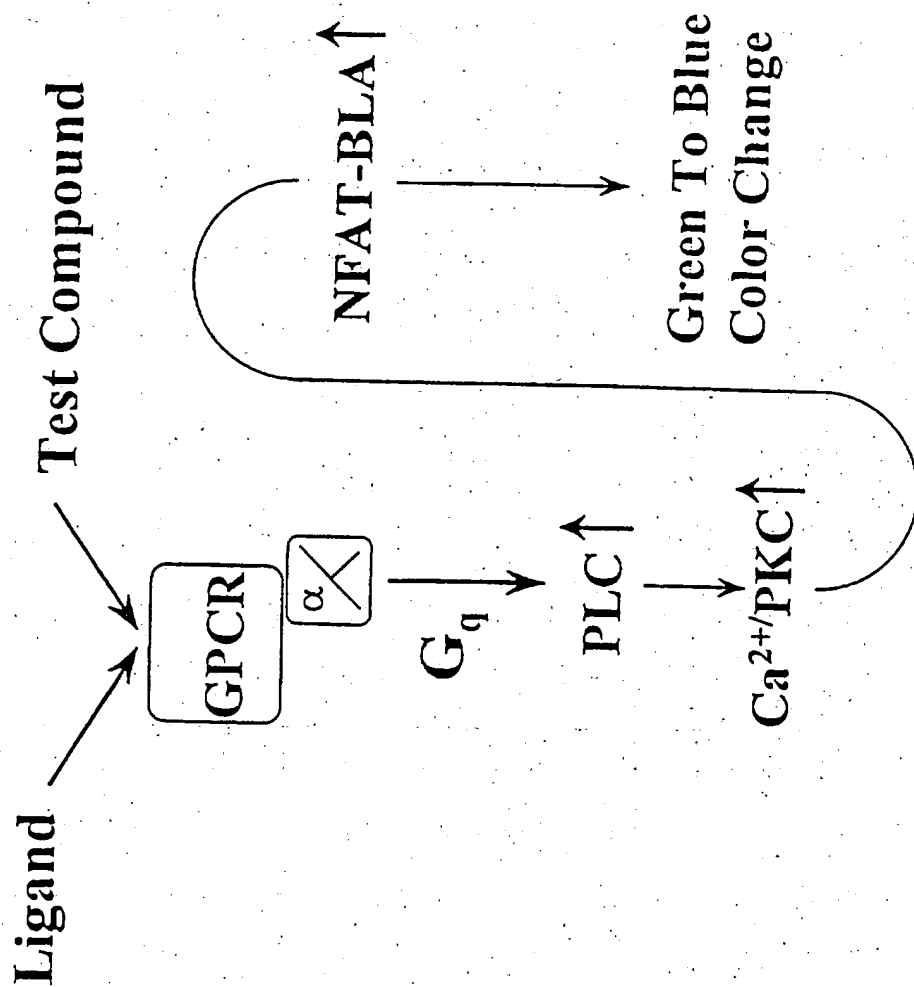 Ligand
Test Compound
GPCR
α
Gq
PLC↑
Ca²⁺/PKC↑
NFAT-BLA↑
Green To Blue
Color Change